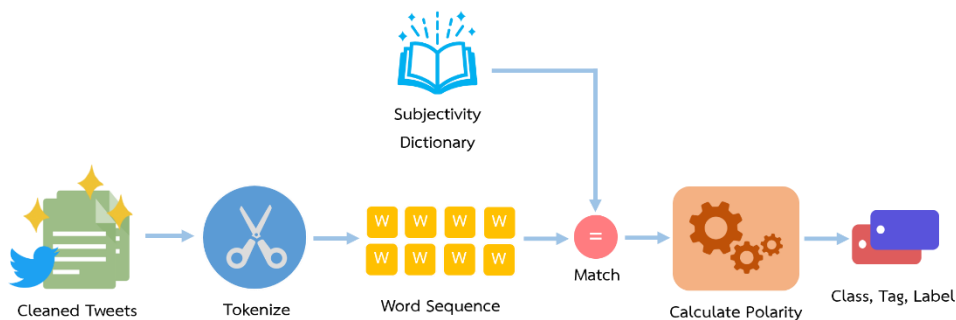 Subjectivity
Dictionary
W W W W
W W W W
=
Cleaned Tweets
Tokenize
Word Sequence
Match
Calculate Polarity
Class, Tag, Label